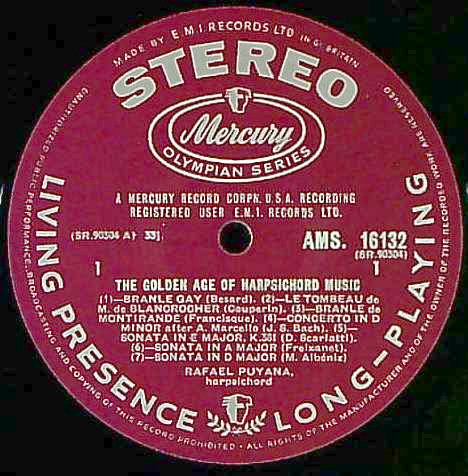 MADE BY E.M.I. RECORDS LTD IN GT BRITAIN
STEREO
Mercury
OLYMPIAN SERIES
A MERCURY RECORD CORPN. U.S.A. RECORDING
REGISTERED USER E.M.I. RECORDS LTD.
(SR.90304 A) 33⅓
AMS. 16132
(SR.90304)
1
1
THE GOLDEN AGE OF HARPSICHORD MUSIC
(1)—BRANLE GAY (Besard). (2)—LE TOMBEAU de
M. de BLANCROCHER (Couperin). (3)—BRANLE de
MONTIRANDE (Francisque). (4)—CONCERTO IN D
MINOR after A. Marcello (J. S. Bach). (5)—
SONATA IN E MAJOR, K.381 (D. Scarlatti).
(6)—SONATA IN A MAJOR (Freixanet).
(7)—SONATA IN D MAJOR (M. Albéniz)
RAFAEL PUYANA,
harpsichord
LIVING PRESENCE
LONG-PLAYING
UNAUTHORIZED PUBLIC PERFORMANCE, BROADCASTING AND COPYING OF THIS RECORD PROHIBITED • ALL RIGHTS OF THE MANUFACTURER AND OF THE OWNER OF THE RECORDED WORK ARE RESERVED